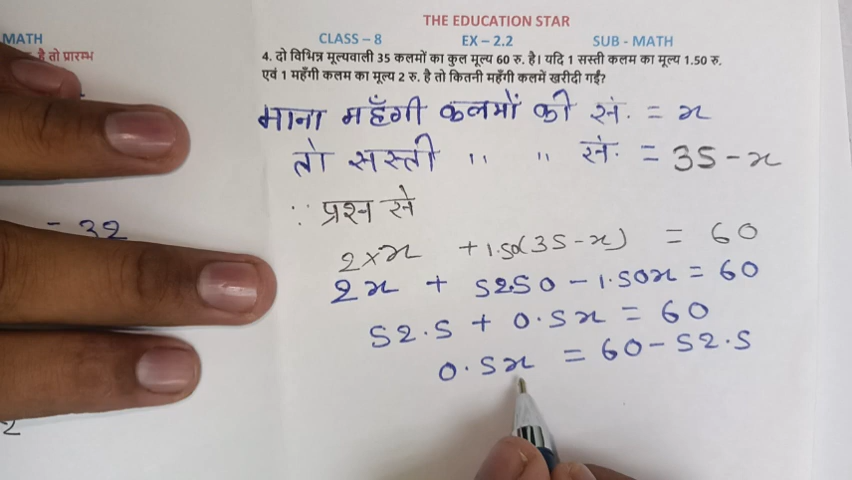 THE EDUCATION STAR
MATH
CLASS – 8 EX – 2.2 SUB - MATH
है तो प्रारम्भ
4. दो विभिन्न मूल्यवाली 35 कलमों का कुल मूल्य 60 रु. है। यदि 1 सस्ती कलम का मूल्य 1.50 रु.
एवं 1 महँगी कलम का मूल्य 2 रु. है तो कितनी महँगी कलमें खरीदी गईं?
माना महँगी कलमों की सं. = x
तो सस्ती " " सं. = 35 - x
∵ प्रश्न से
- 32
2 × x + 1.50(35 - x) = 60
2x + 52.50 - 1.50x = 60
52.5 + 0.5x = 60
0.5x = 60 - 52.5
2